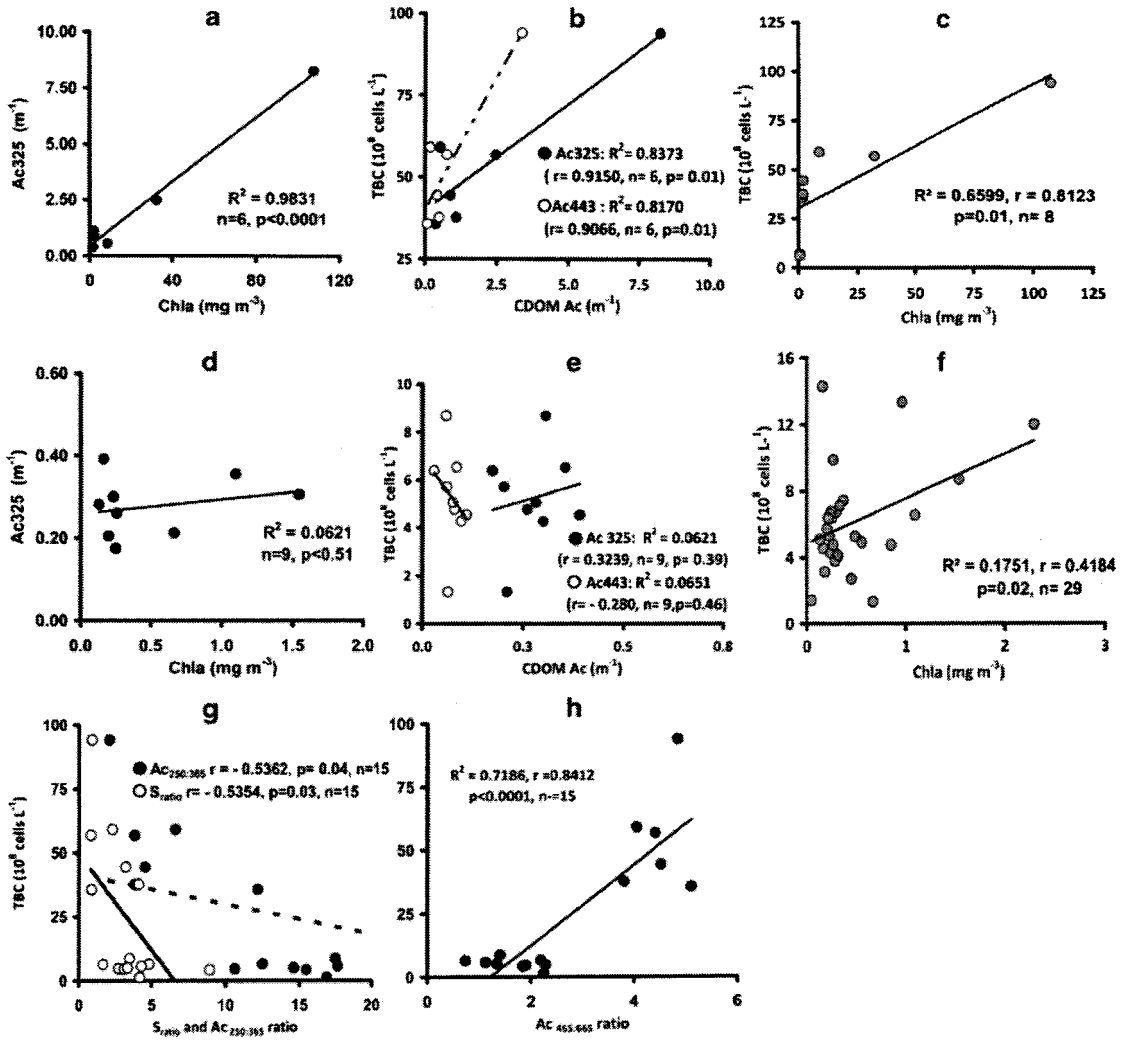 a
10.00
7.50
5.00
2.50
0.00
Ac325 (m-1)
0
40
80
120
Chla (mg m-3)
R2 = 0.9831
n=6, p<0.0001
b
100
75
50
25
TBC (108 cells L-1)
0.0
2.5
5.0
7.5
10.0
CDOM Ac (m-1)
Ac325: R2= 0.8373
( r= 0.9150, n= 6, p= 0.01)
Ac443 : R2= 0.8170
(r= 0.9066, n= 6, p=0.01)
c
125
100
75
50
25
0
TBC (108 cells L-1)
0
25
50
75
100
125
Chla (mg m-3)
R2 = 0.6599, r = 0.8123
p=0.01, n= 8
d
0.60
0.40
0.20
0.00
Ac325 (m-1)
0.0
0.5
1.0
1.5
2.0
Chla (mg m-3)
R2 = 0.0621
n=9, p<0.51
e
10
8
6
4
2
0
TBC (108 cells L-1)
0.0
0.3
0.5
0.8
CDOM Ac (m-1)
Ac 325: R2 = 0.0621
(r = 0.3239, n= 9, p= 0.39)
Ac443: R2 = 0.0651
(r= - 0.280, n= 9,p=0.46)
f
16
12
8
4
0
TBC (108 cells L-1)
0
1
2
3
Chla (mg m-3)
R2 = 0.1751, r = 0.4184
p=0.02, n= 29
g
100
75
50
25
0
TBC (108 cells L-1)
0
5
10
15
20
Sratio and Ac250:365 ratio
Ac250:365 r = - 0.5362, p= 0.04, n=15
Sratio r= - 0.5354, p=0.03, n=15
h
100
75
50
25
0
0
2
4
6
Ac 465:665 ratio
R2 = 0.7186, r =0.8412
p<0.0001, n-=15